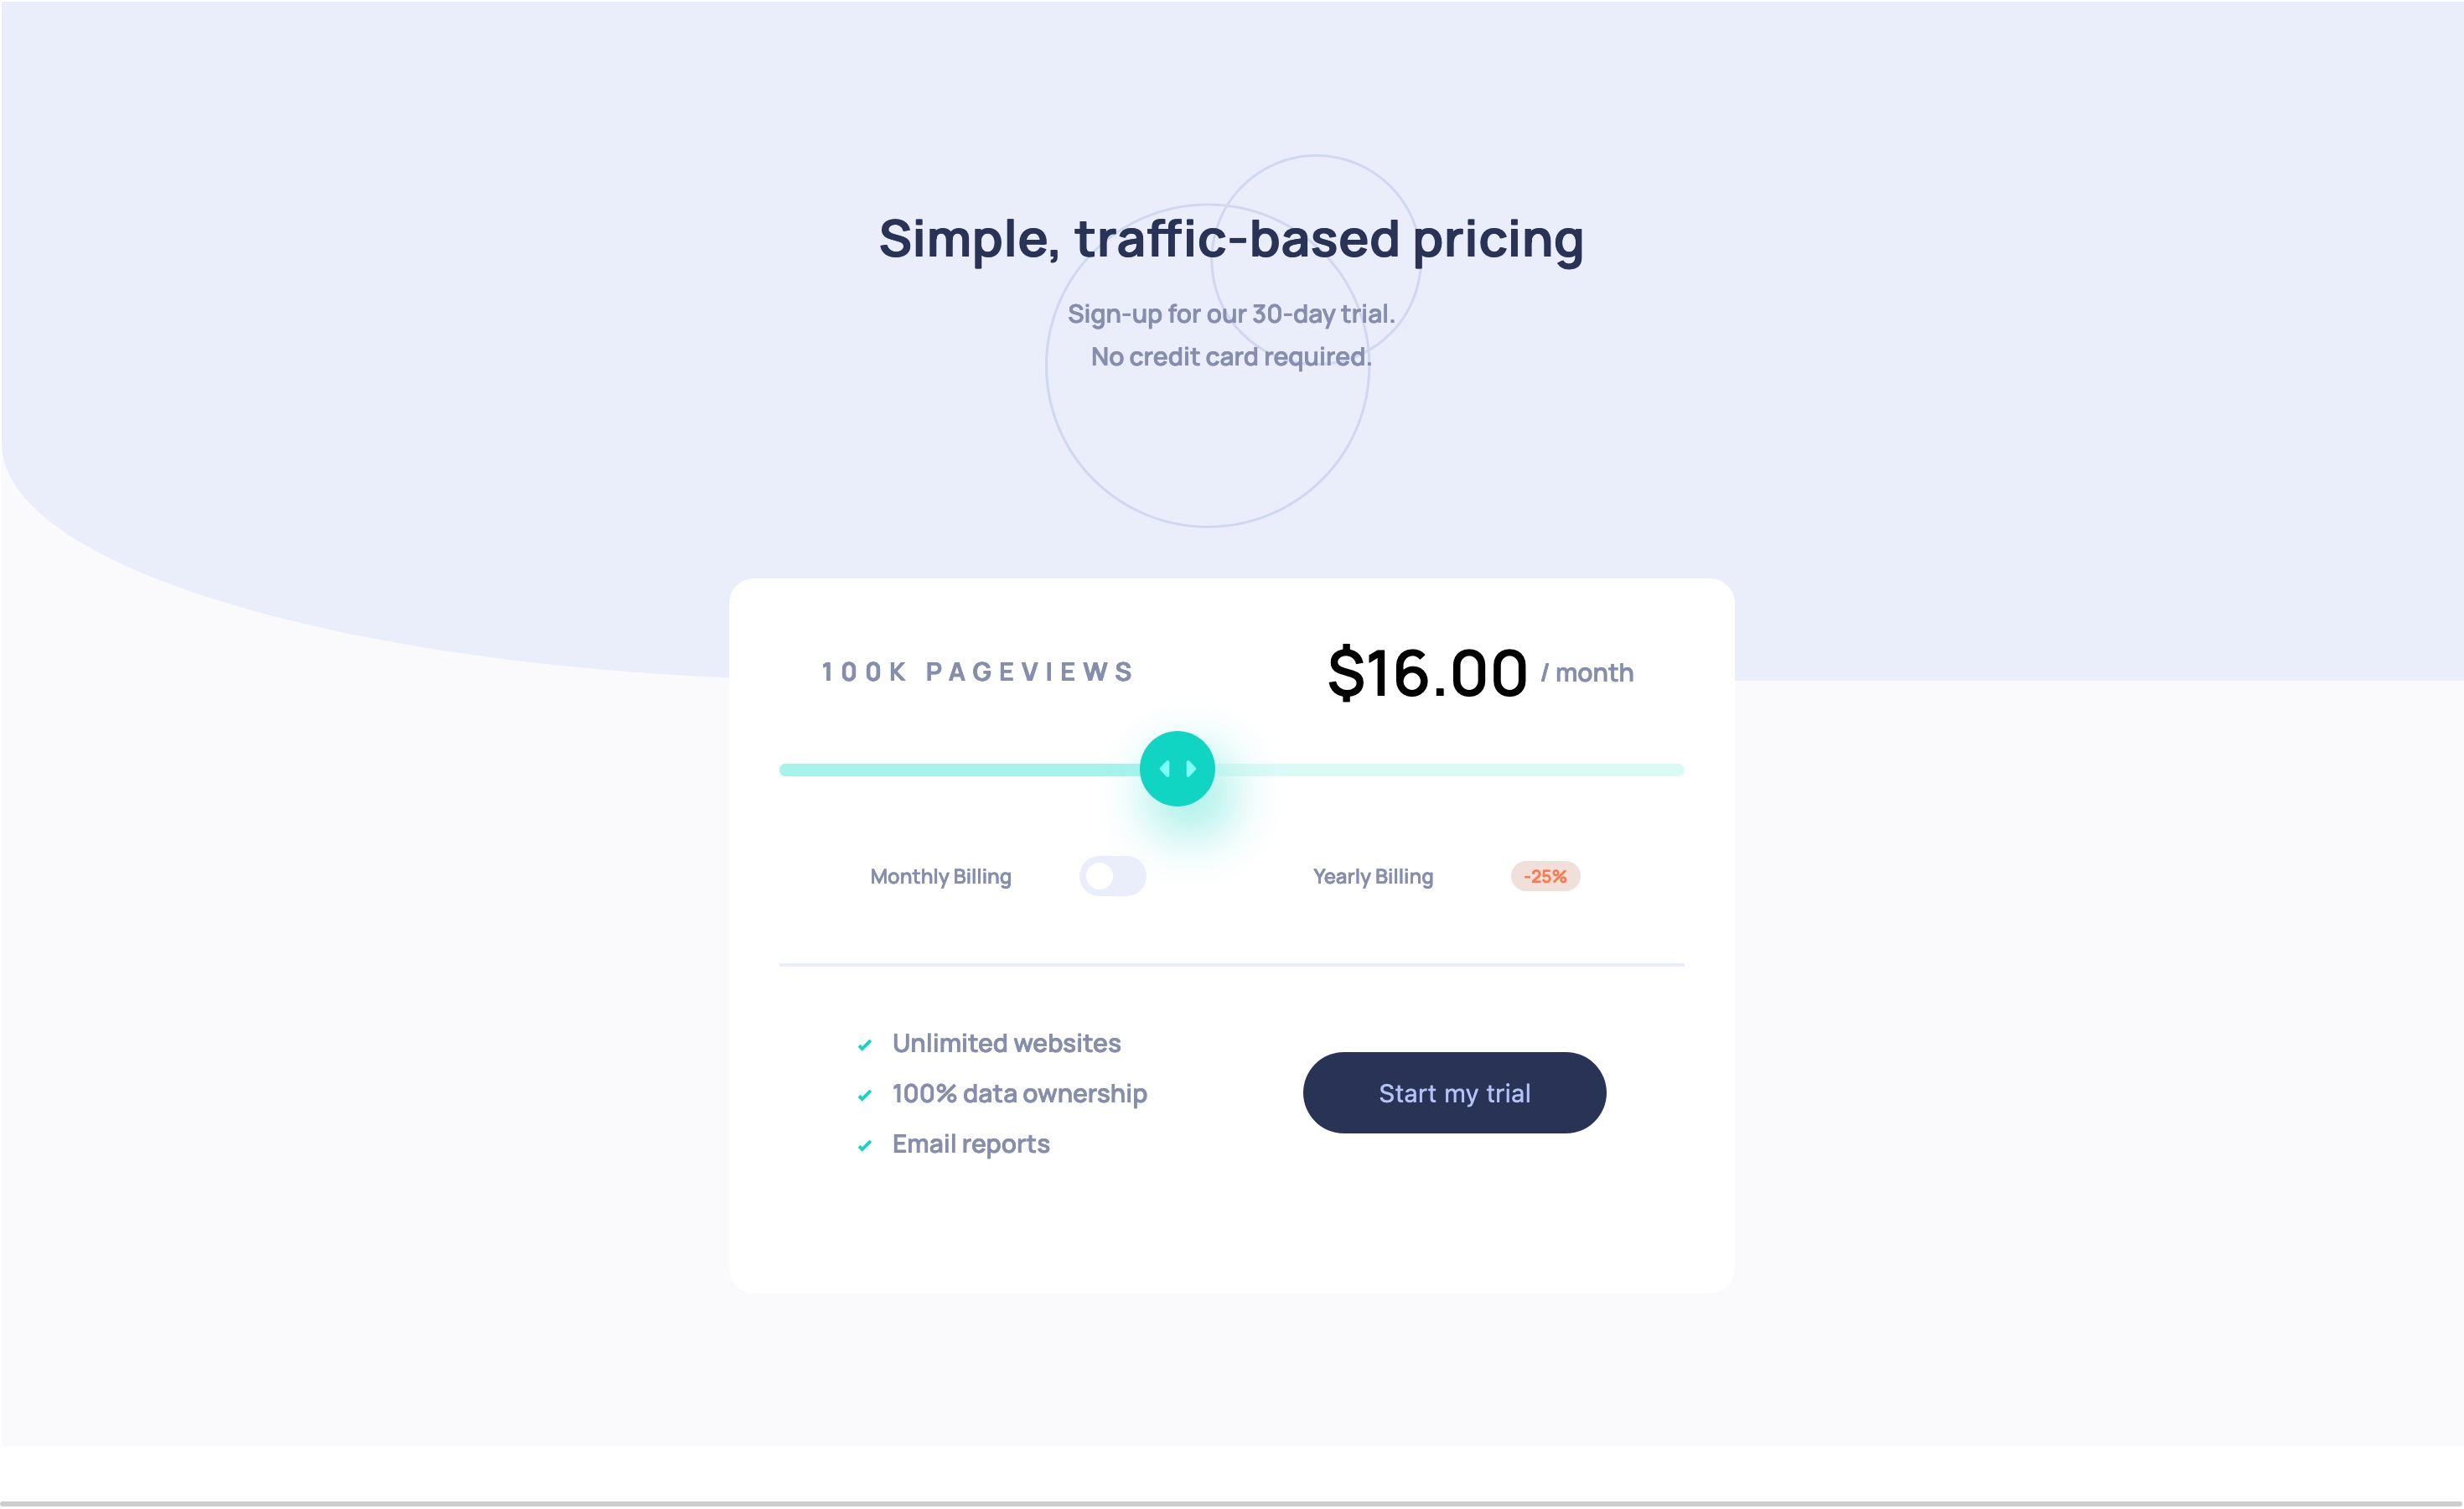 Simple, traffic-based pricing
Sign-up for our 30-day trial.
No credit card required.
100K PAGEVIEWS
$16.00 / month
Monthly Billing
Yearly Billing
-25%
Unlimited websites
100% data ownership
Email reports
Start my trial